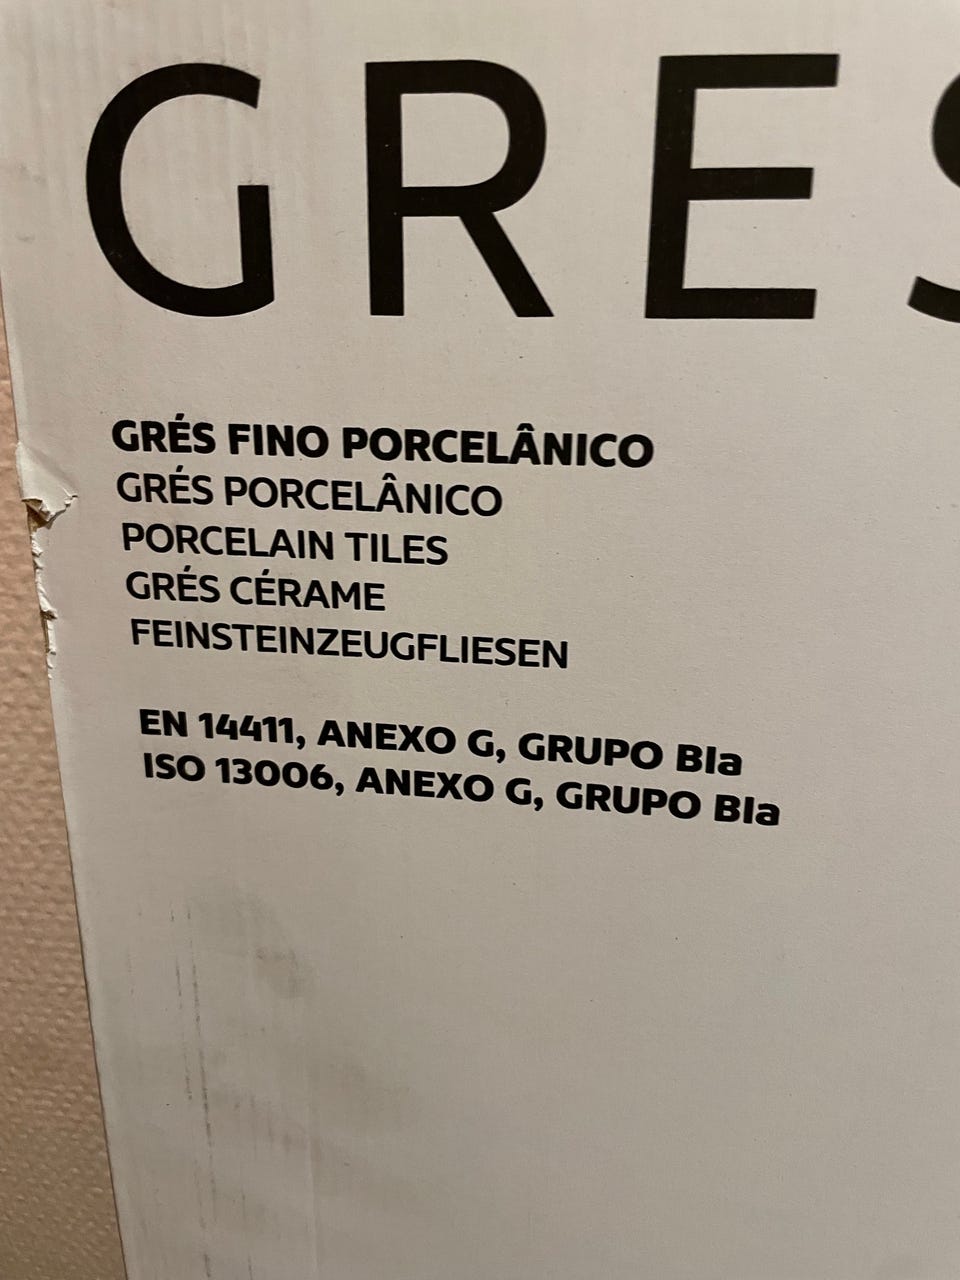 GRES
GRÉS FINO PORCELÂNICO
GRÉS PORCELÂNICO
PORCELAIN TILES
GRÉS CÉRAME
FEINSTEINZEUGFLIESEN
EN 14411, ANEXO G, GRUPO BIa
ISO 13006, ANEXO G, GRUPO BIa